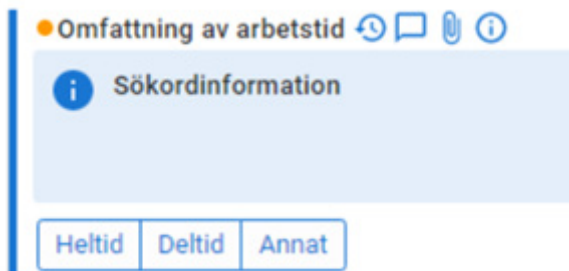 Omfattning av arbetstid
Sökordinformation
Heltid Deltid Annat